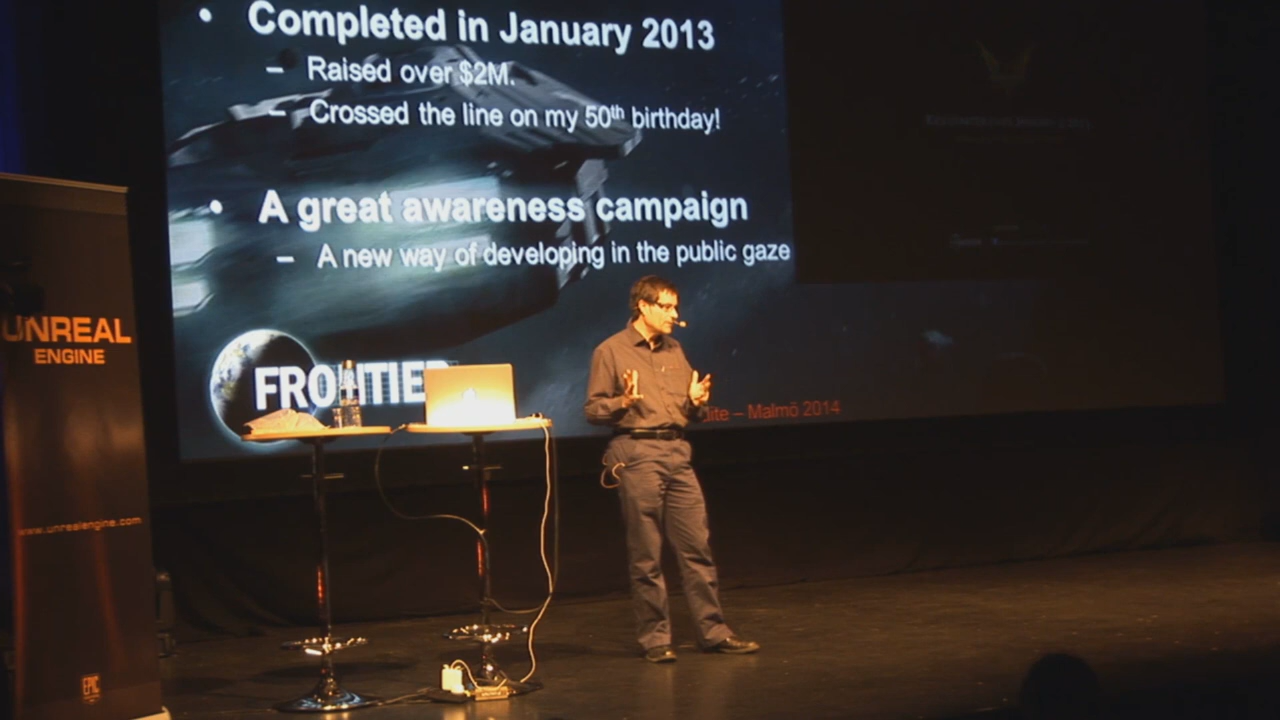 Completed in January 2013
– Raised over $2M.
– Crossed the line on my 50th birthday!
A great awareness campaign
– A new way of developing in the public gaze
FRONTIER
– Malmö 2014
UNREAL
ENGINE
www.unrealengine.com
EPIC